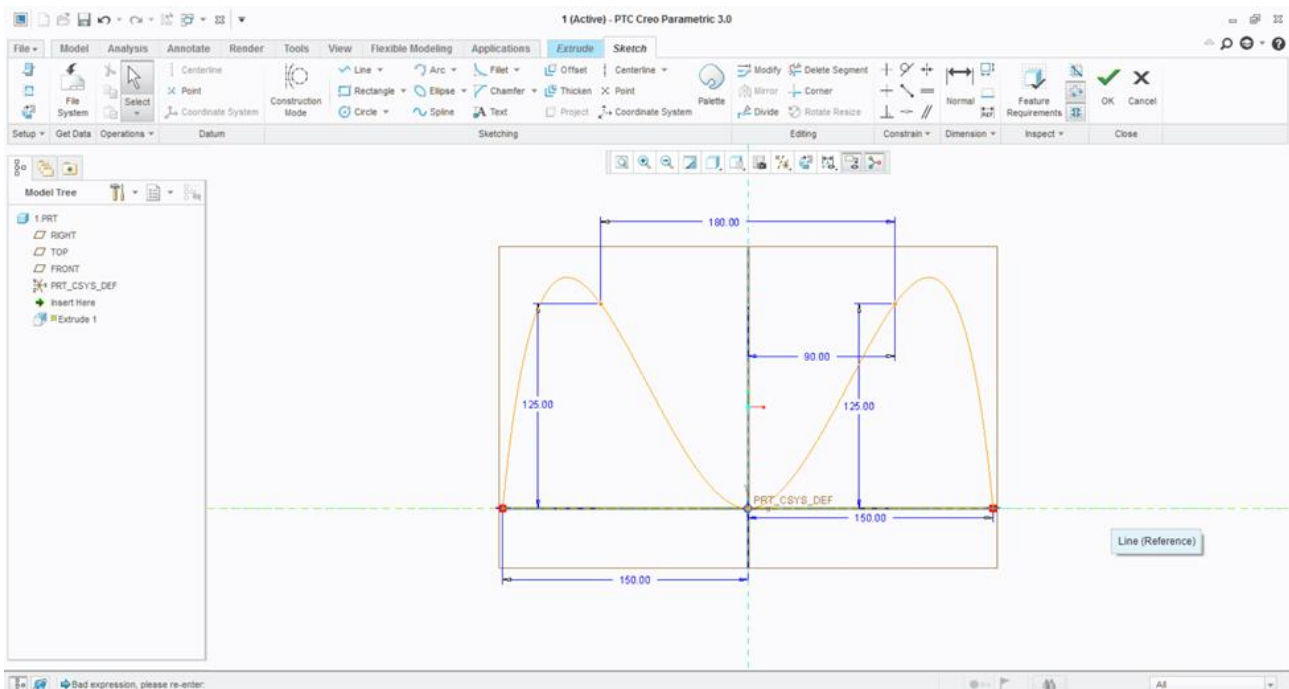 1 (Active) - PTC Creo Parametric 3.0
File Model Analysis Annotate Render Tools View Flexible Modeling Applications Extrude Sketch
Centerline Line Arc Fillet Offset Centerline Modify Delete Segment
File System Select Point Construction Mode Rectangle Ellipse Chamfer Thicken Point Palette Mirror Corner Normal Feature Requirements OK Cancel
Coordinate System Circle Spline Text Project Coordinate System Divide Rotate Resize REF
Setup Get Data Operations Datum Sketching Editing Constrain Dimension Inspect Close
Model Tree
1.PRT
RIGHT
TOP
FRONT
PRT_CSYS_DEF
Insert Here
Extrude 1
180.00
90.00
125.00
125.00
PRT_CSYS_DEF
150.00
Line (Reference)
150.00
Bad expression, please re-enter:
All